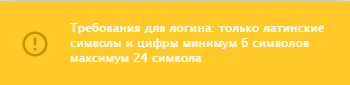 Требования для логина: только латинские
символы и цифры минимум 6 символов
максимум 24 символа